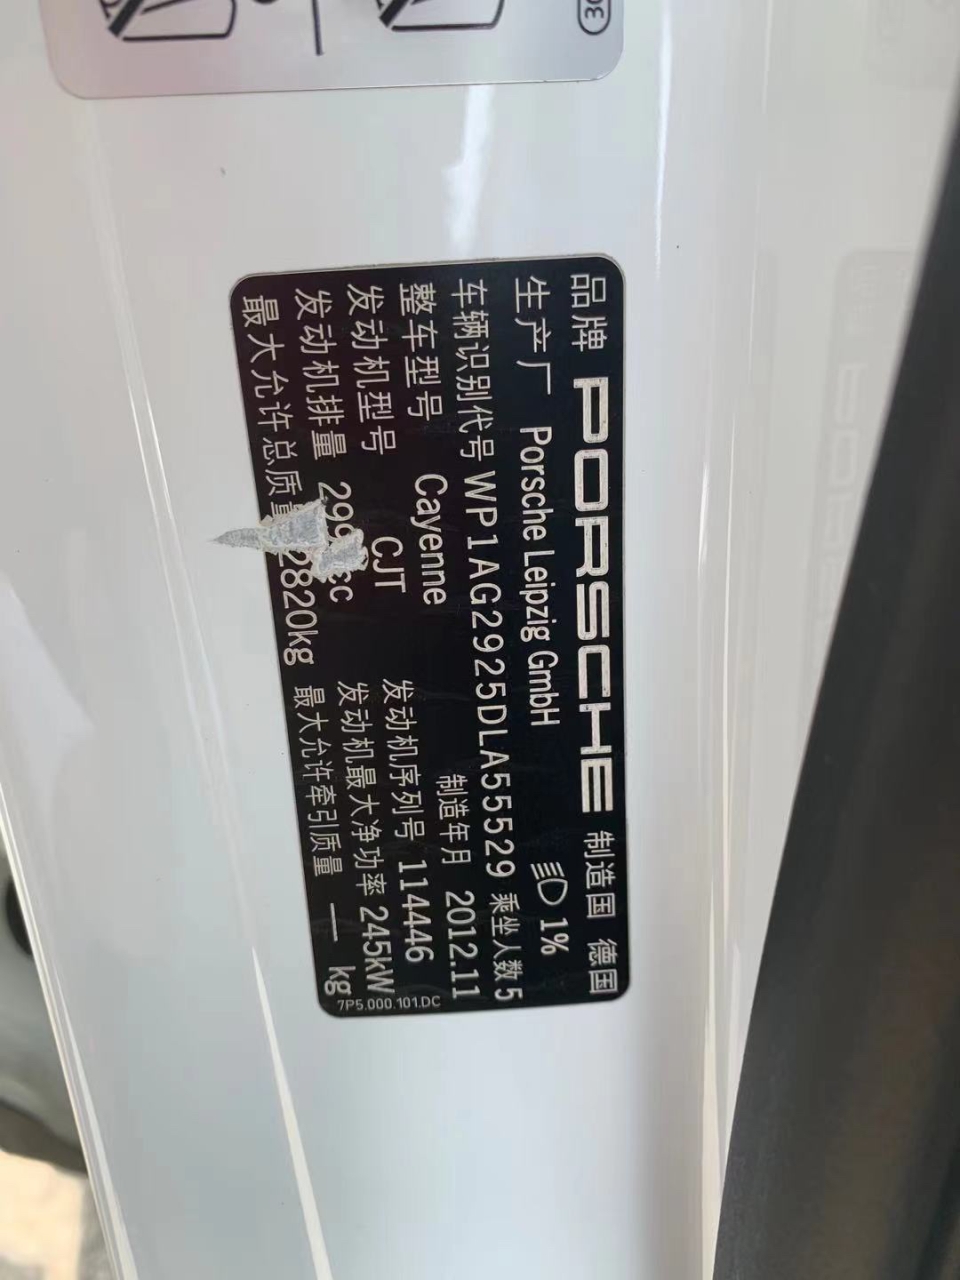 品牌 PORSCHE 制造国 德国
生产厂 Porsche Leipzig GmbH 1%
车辆识别代号 WP1AG2925DLA55529 乘坐人数 5
整车型号 Cayenne 制造年月 2012.11
发动机型号 CJT 发动机序列号 114446
发动机排量 299 cc 发动机最大净功率 245kW
最大允许总质量 2820kg 最大允许牵引质量 — kg
7P5.000.101.DC